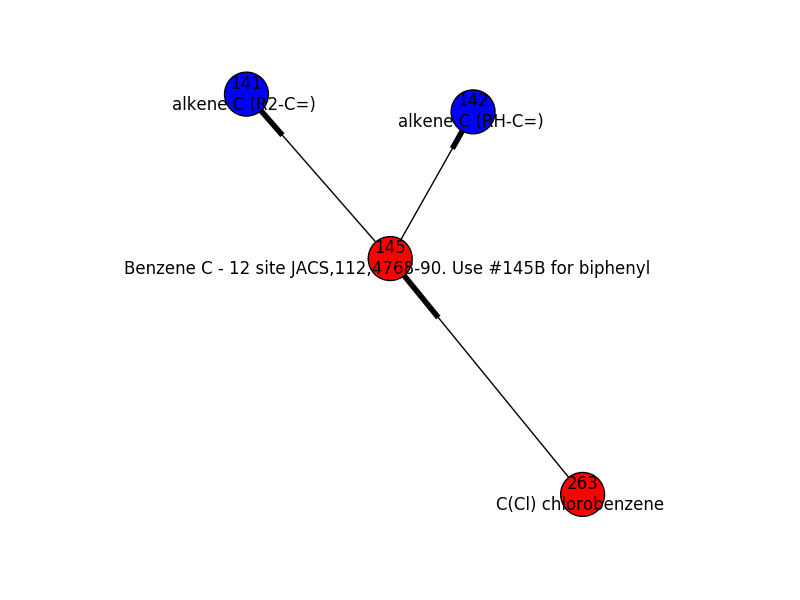 141
alkene C (R2-C=)
142
alkene C (RH-C=)
145
Benzene C - 12 site JACS,112,4768-90. Use #145B for biphenyl
263
C(Cl) chlorobenzene